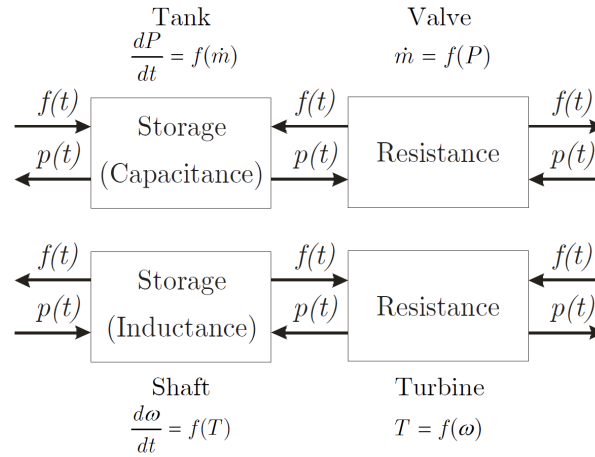 Tank Valve
dP/dt = f(ṁ) ṁ = f(P)
f(t) f(t) f(t)
Storage
(Capacitance) Resistance
p(t) p(t) p(t)
f(t) f(t) f(t)
Storage
(Inductance) Resistance
p(t) p(t) p(t)
Shaft Turbine
dω/dt = f(T) T = f(ω)